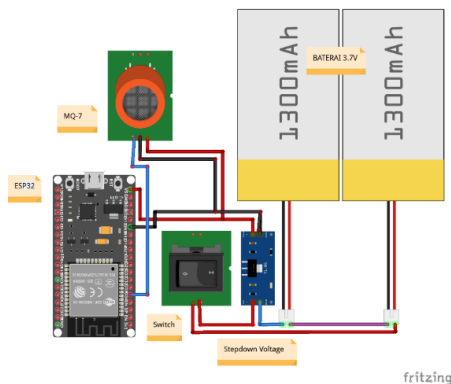 1300mAh
1300mAh
BATERAI 3.7V
MQ-7
ESP32
Switch
Stepdown Voltage
fritzing